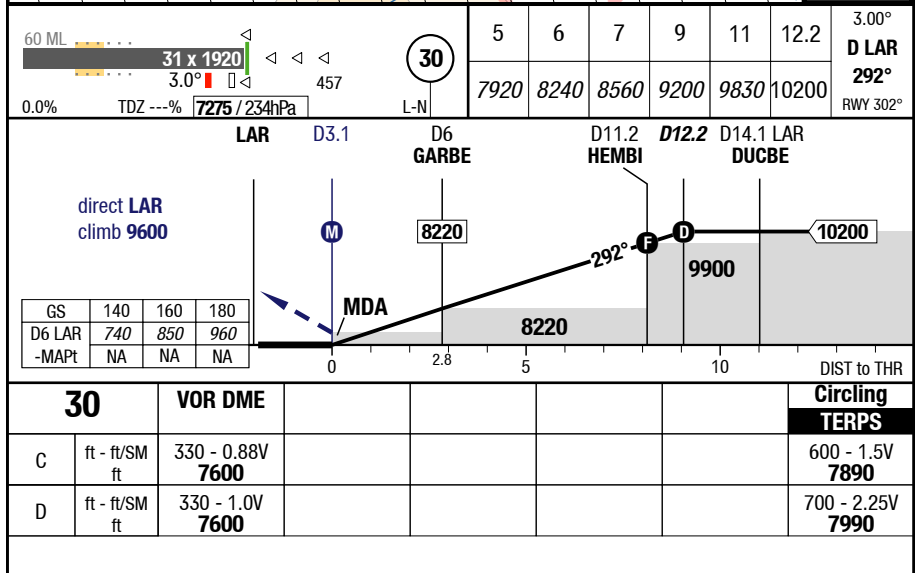 60 ML
31 x 1920
3.0°
457
0.0%
TDZ ---%
7275 / 234hPa
30
L-N
5 6 7 9 11 12.2
7920 8240 8560 9200 9830 10200
3.00°
D LAR
292°
RWY 302°
LAR D3.1 D6 D11.2 D12.2 D14.1 LAR
GARBE HEMBI DUCBE
direct LAR
climb 9600
M 8220 F D 10200
292°
9900
MDA
8220
GS 140 160 180
D6 LAR 740 850 960
-MAPt NA NA NA
0 2.8 5 10 DIST to THR
30 VOR DME Circling
TERPS
C ft - ft/SM 330 - 0.88V 600 - 1.5V
ft 7600 7890
D ft - ft/SM 330 - 1.0V 700 - 2.25V
ft 7600 7990